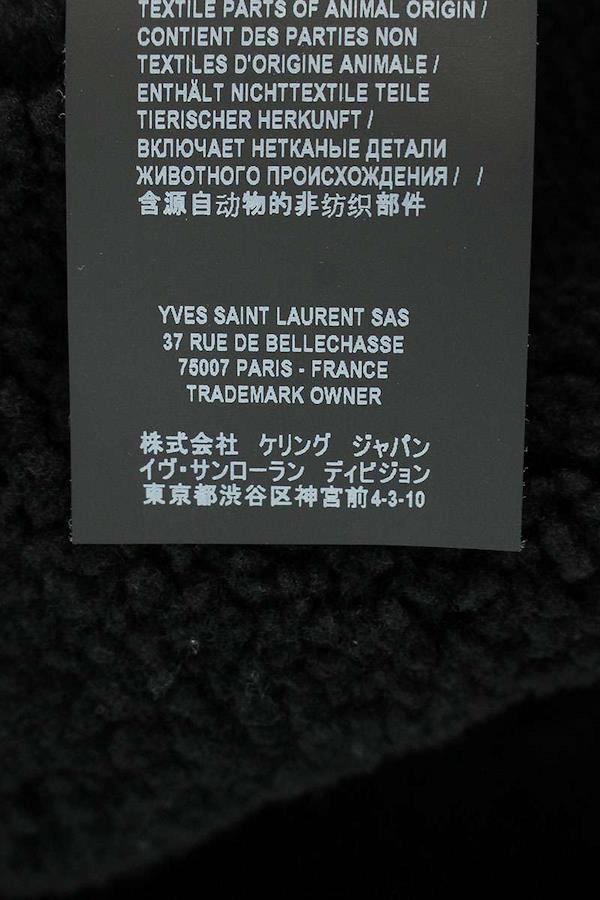 TEXTILE PARTS OF ANIMAL ORIGIN /
CONTIENT DES PARTIES NON
TEXTILES D'ORIGINE ANIMALE /
ENTHÄLT NICHTTEXTILE TEILE
TIERISCHER HERKUNFT /
ВКЛЮЧАЕТ НЕТКАНЫЕ ДЕТАЛИ
ЖИВОТНОГО ПРОИСХОЖДЕНИЯ / /
含源自动物的非纺织部件
YVES SAINT LAURENT SAS
37 RUE DE BELLECHASSE
75007 PARIS - FRANCE
TRADEMARK OWNER
株式会社 ケリング ジャパン
イヴ・サンローラン ディビジョン
東京都渋谷区神宮前4-3-10